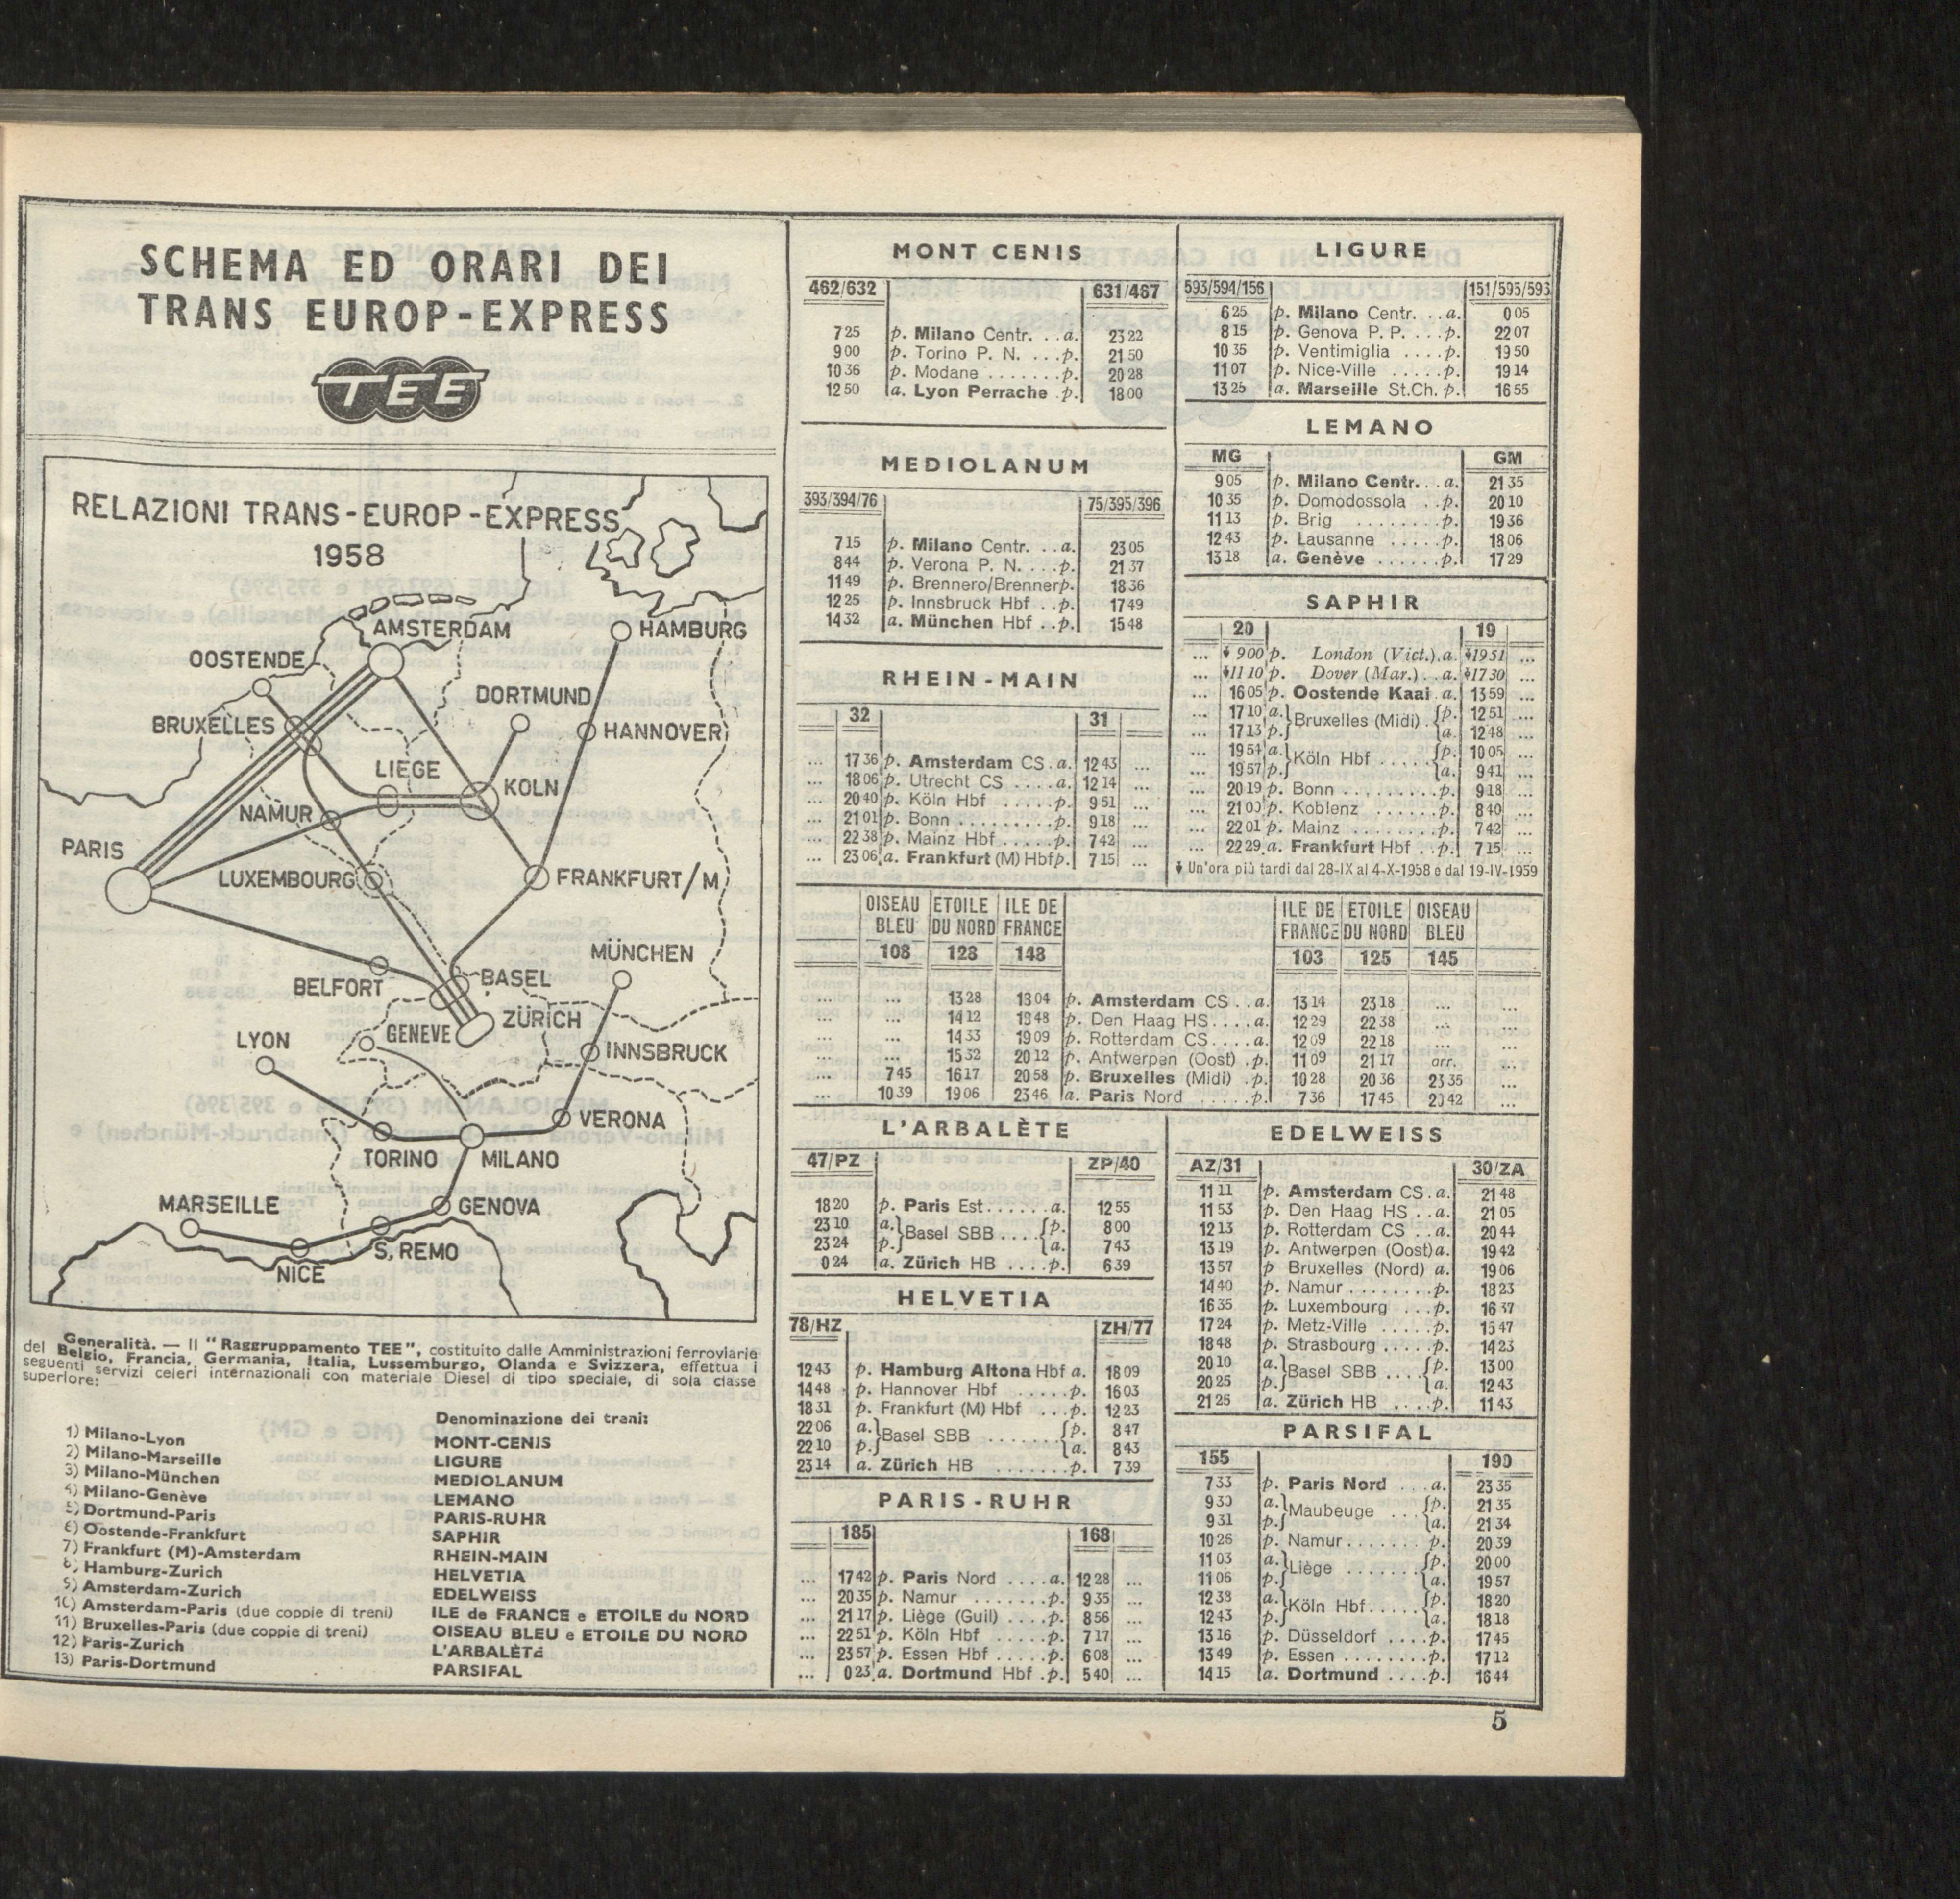 SCHEMA ED ORARI DEI
TRANS EUROP-EXPRESS
TEE
RELAZIONI TRANS-EUROP-EXPRESS
1958
AMSTERDAM
HAMBURG
OOSTENDE
DORTMUND
BRUXELLES
HANNOVER
LIEGE
KOLN
NAMUR
PARIS
LUXEMBOURG
FRANKFURT/M
MÜNCHEN
BELFORT
BASEL
ZÜRICH
GENEVE
LYON
INNSBRUCK
VERONA
TORINO
MILANO
MARSEILLE
GENOVA
S. REMO
NICE
Generalità. — Il "Raggruppamento TEE", costituito dalle Amministrazioni ferroviarie
del Belgio, Francia, Germania, Italia, Lussemburgo, Olanda e Svizzera, effettua i
seguenti servizi celeri internazionali con materiale Diesel di tipo speciale, di sola classe
superiore:
Denominazione dei treni:
1) Milano-Lyon MONT-CENIS
2) Milano-Marseille LIGURE
3) Milano-München MEDIOLANUM
4) Milano-Genève LEMANO
5) Dortmund-Paris PARIS-RUHR
6) Oostende-Frankfurt SAPHIR
7) Frankfurt (M)-Amsterdam RHEIN-MAIN
8) Hamburg-Zurich HELVETIA
9) Amsterdam-Zurich EDELWEISS
10) Amsterdam-Paris (due coppie di treni) ILE de FRANCE e ETOILE du NORD
11) Bruxelles-Paris (due coppie di treni) OISEAU BLEU e ETOILE DU NORD
12) Paris-Zurich L'ARBALÈTE
13) Paris-Dortmund PARSIFAL
MONT CENIS
462/632 631/467
7 25 p. Milano Centr. . . a. 23 22
9 00 p. Torino P. N. . . . p. 21 50
10 36 p. Modane . . . . . . . p. 20 28
12 50 a. Lyon Perrache . p. 18 00
MEDIOLANUM
393/394/76 75/395/396
7 15 p. Milano Centr. . . a. 23 05
8 44 p. Verona P. N. . . . p. 21 37
11 49 p. Brennero/Brenner p. 18 36
12 25 p. Innsbruck Hbf . . p. 17 49
14 32 a. München Hbf . . p. 15 48
RHEIN-MAIN
32 31
... 17 36 p. Amsterdam CS . a. 12 43 ...
... 18 06 p. Utrecht CS . . . . a. 12 14 ...
... 20 40 p. Köln Hbf . . . . . p. 9 51 ...
... 21 01 p. Bonn . . . . . . . . . p. 9 18 ...
... 22 38 p. Mainz Hbf . . . . . p. 7 42 ...
... 23 06 a. Frankfurt (M) Hbf p. 7 15 ...
LIGURE
593/594/156 151/595/593
6 25 p. Milano Centr. . . a. 0 05
8 15 p. Genova P. P. . . . p. 22 07
10 35 p. Ventimiglia . . . . p. 19 50
11 07 p. Nice-Ville . . . . . p. 19 14
13 25 a. Marseille St.Ch. p. 16 55
LEMANO
MG GM
9 05 p. Milano Centr. . . a. 21 35
10 35 p. Domodossola . . p. 20 10
11 13 p. Brig . . . . . . . . p. 19 36
12 43 p. Lausanne . . . . . p. 18 06
13 18 a. Genève . . . . . . p. 17 29
SAPHIR
20 19
... 9 00 p. London (Vict.) . a. 19 51 ...
... 11 10 p. Dover (Mar.) . . a. 17 30 ...
... 16 05 p. Oostende Kaai . a. 13 59 ...
... 17 10 a. } Bruxelles (Midi) . { p. 12 51 ...
... 17 13 p. } { a. 12 48 ...
... 19 54 a. } Köln Hbf . . . . . { p. 10 05 ...
... 19 57 p. } { a. 9 41 ...
... 20 19 p. Bonn . . . . . . . . . p. 9 18 ...
... 21 00 p. Koblenz . . . . . . p. 8 40 ...
... 22 01 p. Mainz . . . . . . . . p. 7 42 ...
... 22 29 a. Frankfurt Hbf . . p. 7 15 ...
Un'ora più tardi dal 28-IX al 4-X-1958 e dal 19-IV-1959
OISEAU BLEU ETOILE DU NORD ILE DE FRANCE ILE DE FRANCE ETOILE DU NORD OISEAU BLEU
108 128 148 103 125 145
... ... 13 28 18 04 p. Amsterdam CS . . a. 13 14 23 18 ... ...
... ... 14 12 18 48 p. Den Haag HS . . . . a. 12 29 22 38 ... ...
... ... 14 33 19 09 p. Rotterdam CS . . . . a. 12 09 22 18 ... ...
... ... 15 32 20 12 p. Antwerpen (Oost) . p. 11 09 21 17 arr. ...
... 7 45 16 17 20 58 p. Bruxelles (Midi) . p. 10 28 20 36 23 35 ...
... 10 39 19 06 23 46 a. Paris Nord . . . . . p. 7 36 17 45 20 42 ...
L'ARBALÈTE
47/PZ ZP/40
18 20 p. Paris Est . . . . . . a. 12 55
23 10 a. } Basel SBB . . . . { p. 8 00
23 24 p. } { a. 7 43
0 24 a. Zürich HB . . . . p. 6 39
HELVETIA
78/HZ ZH/77
12 43 p. Hamburg Altona Hbf a. 18 09
14 48 p. Hannover Hbf . . . . . p. 16 03
18 31 p. Frankfurt (M) Hbf . . . p. 12 23
22 06 a. } Basel SBB . . . . . . . { p. 8 47
22 10 p. } { a. 8 43
23 14 a. Zürich HB . . . . . . . p. 7 39
PARIS-RUHR
185 168
... 17 42 p. Paris Nord . . . . a. 12 28 ...
... 20 35 p. Namur . . . . . . . p. 9 35 ...
... 21 17 p. Liège (Guil) . . . . p. 8 56 ...
... 22 51 p. Köln Hbf . . . . . p. 7 17 ...
... 23 57 p. Essen Hbf . . . . . p. 6 08 ...
... 0 23 a. Dortmund Hbf . p. 5 40 ...
EDELWEISS
AZ/31 30/ZA
11 11 p. Amsterdam CS . a. 21 48
11 53 p. Den Haag HS . . a. 21 05
12 13 p. Rotterdam CS . . a. 20 44
13 19 p. Antwerpen (Oost) a. 19 42
13 57 p Bruxelles (Nord) a. 19 06
14 40 p. Namur . . . . . . . . p. 18 23
16 35 p. Luxembourg . . . p. 16 37
17 24 p. Metz-Ville . . . . . p. 15 47
18 48 p. Strasbourg . . . . . p. 14 23
20 10 a. } Basel SBB . . . . { p. 13 00
20 25 p. } { a. 12 43
21 25 a. Zürich HB . . . . p. 11 43
PARSIFAL
155 190
7 33 p. Paris Nord . . . a. 23 35
9 30 a. } Maubeuge . . . { p. 21 35
9 31 p. } { a. 21 34
10 26 p. Namur . . . . . . . p. 20 39
11 03 a. } Liège . . . . . . . { p. 20 00
11 06 p. } { a. 19 57
12 38 a. } Köln Hbf . . . . . { p. 18 20
12 43 p. } { a. 18 18
13 16 p. Düsseldorf . . . . p. 17 45
13 49 p. Essen . . . . . . . . p. 17 12
14 15 a. Dortmund . . . . p. 16 44
5